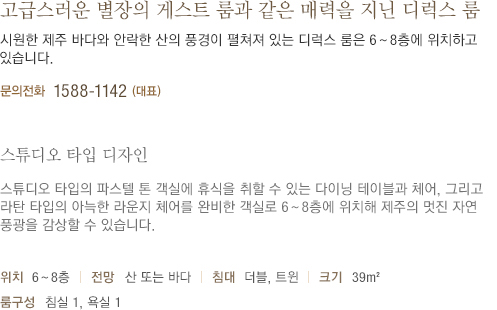 고급스러운 별장의 게스트 룸과 같은 매력을 지닌 디럭스 룸
시원한 제주 바다와 안락한 산의 풍경이 펼쳐져 있는 디럭스 룸은 6~8층에 위치하고
있습니다.
문의전화 1588-1142 (대표)
스튜디오 타입 디자인
스튜디오 타입의 파스텔 톤 객실에 휴식을 취할 수 있는 다이닝 테이블과 체어, 그리고
라탄 타입의 아늑한 라운지 체어를 완비한 객실로 6~8층에 위치해 제주의 멋진 자연
풍광을 감상할 수 있습니다.
위치 6~8층 | 전망 산 또는 바다 | 침대 더블, 트윈 | 크기 39m²
룸구성 침실 1, 욕실 1